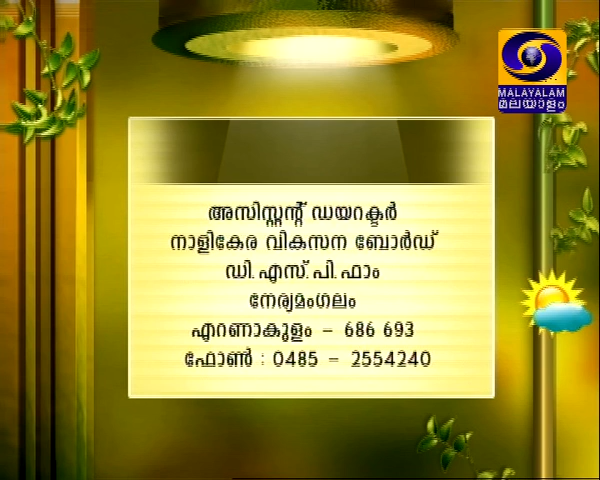 MALAYALAM
മലയാളം
അസിസ്റ്റന്റ് ഡയറക്ടർ
നാളികേര വികസന ബോർഡ്
ഡി.എസ്.പി.ഫാം
നേര്യമംഗലം
എറണാകുളം – 686 693
ഫോൺ : 0485 – 2554240